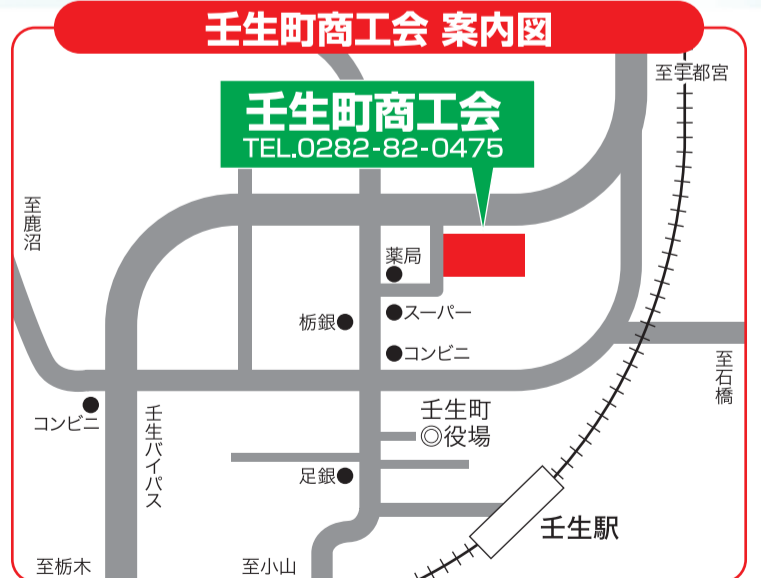 壬生町商工会 案内図
至宇都宮
壬生町商工会
TEL.0282-82-0475
至鹿沼
薬局
スーパー
栃銀
コンビニ
至石橋
コンビニ
壬生バイパス
壬生町
◎役場
足銀
壬生駅
至栃木
至小山